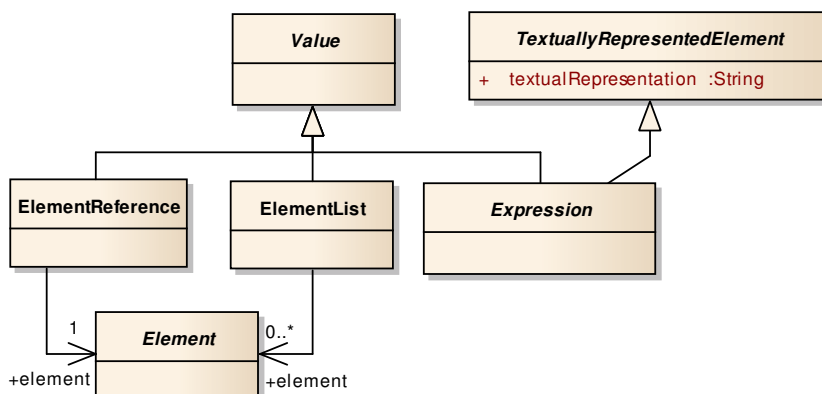 Value
TextuallyRepresentedElement
+ textualRepresentation :String
ElementReference
ElementList
Expression
1
0..*
Element
+element
+element